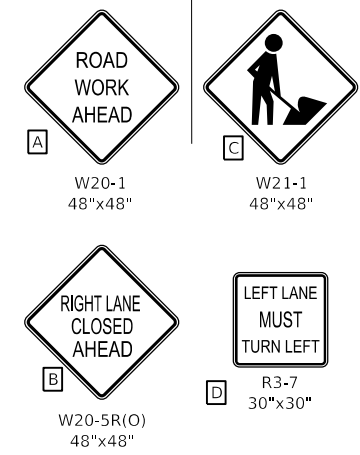 ROAD
WORK
AHEAD
A
W20-1
48"x48"
C
W21-1
48"x48"
RIGHT LANE
CLOSED
AHEAD
B
W20-5R(O)
48"x48"
LEFT LANE
MUST
TURN LEFT
D
R3-7
30"x30"